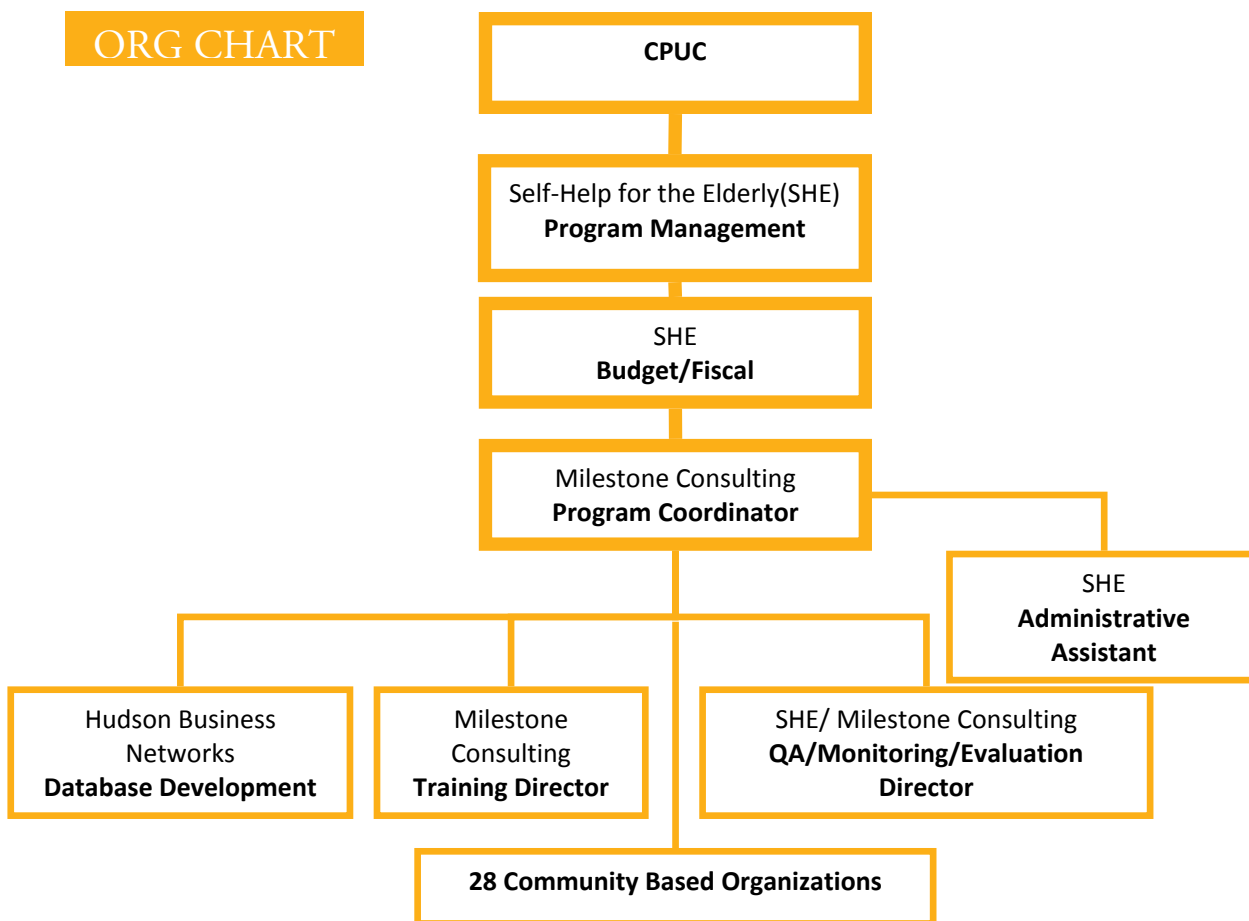 ORG CHART
CPUC
Self-Help for the Elderly(SHE)
Program Management
SHE
Budget/Fiscal
Milestone Consulting
Program Coordinator
SHE
Administrative
Assistant
Hudson Business
Networks
Database Development
Milestone
Consulting
Training Director
SHE/ Milestone Consulting
QA/Monitoring/Evaluation
Director
28 Community Based Organizations